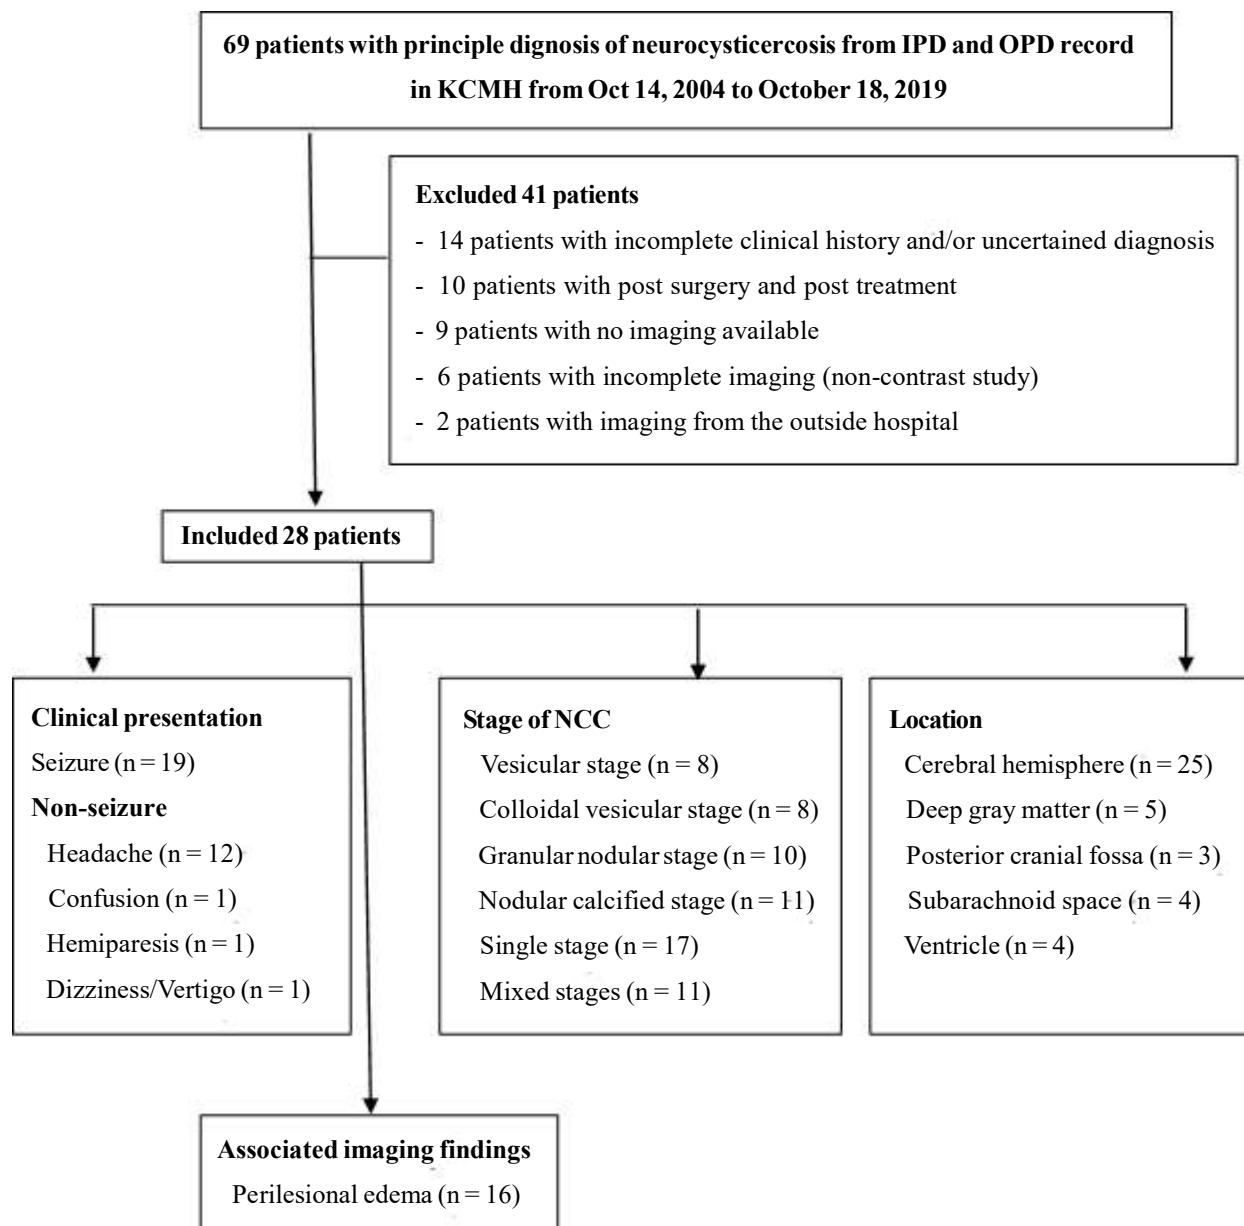 69 patients with principle dignosis of neurocysticercosis from IPD and OPD record
in KCMH from Oct 14, 2004 to October 18, 2019
Excluded 41 patients
- 14 patients with incomplete clinical history and/or uncertained diagnosis
- 10 patients with post surgery and post treatment
- 9 patients with no imaging available
- 6 patients with incomplete imaging (non-contrast study)
- 2 patients with imaging from the outside hospital
Included 28 patients
Clinical presentation
Seizure (n = 19)
Non-seizure
Headache (n = 12)
Confusion (n = 1)
Hemiparesis (n = 1)
Dizziness/Vertigo (n = 1)
Stage of NCC
Vesicular stage (n = 8)
Colloidal vesicular stage (n = 8)
Granular nodular stage (n = 10)
Nodular calcified stage (n = 11)
Single stage (n = 17)
Mixed stages (n = 11)
Location
Cerebral hemisphere (n = 25)
Deep gray matter (n = 5)
Posterior cranial fossa (n = 3)
Subarachnoid space (n = 4)
Ventricle (n = 4)
Associated imaging findings
Perilesional edema (n = 16)